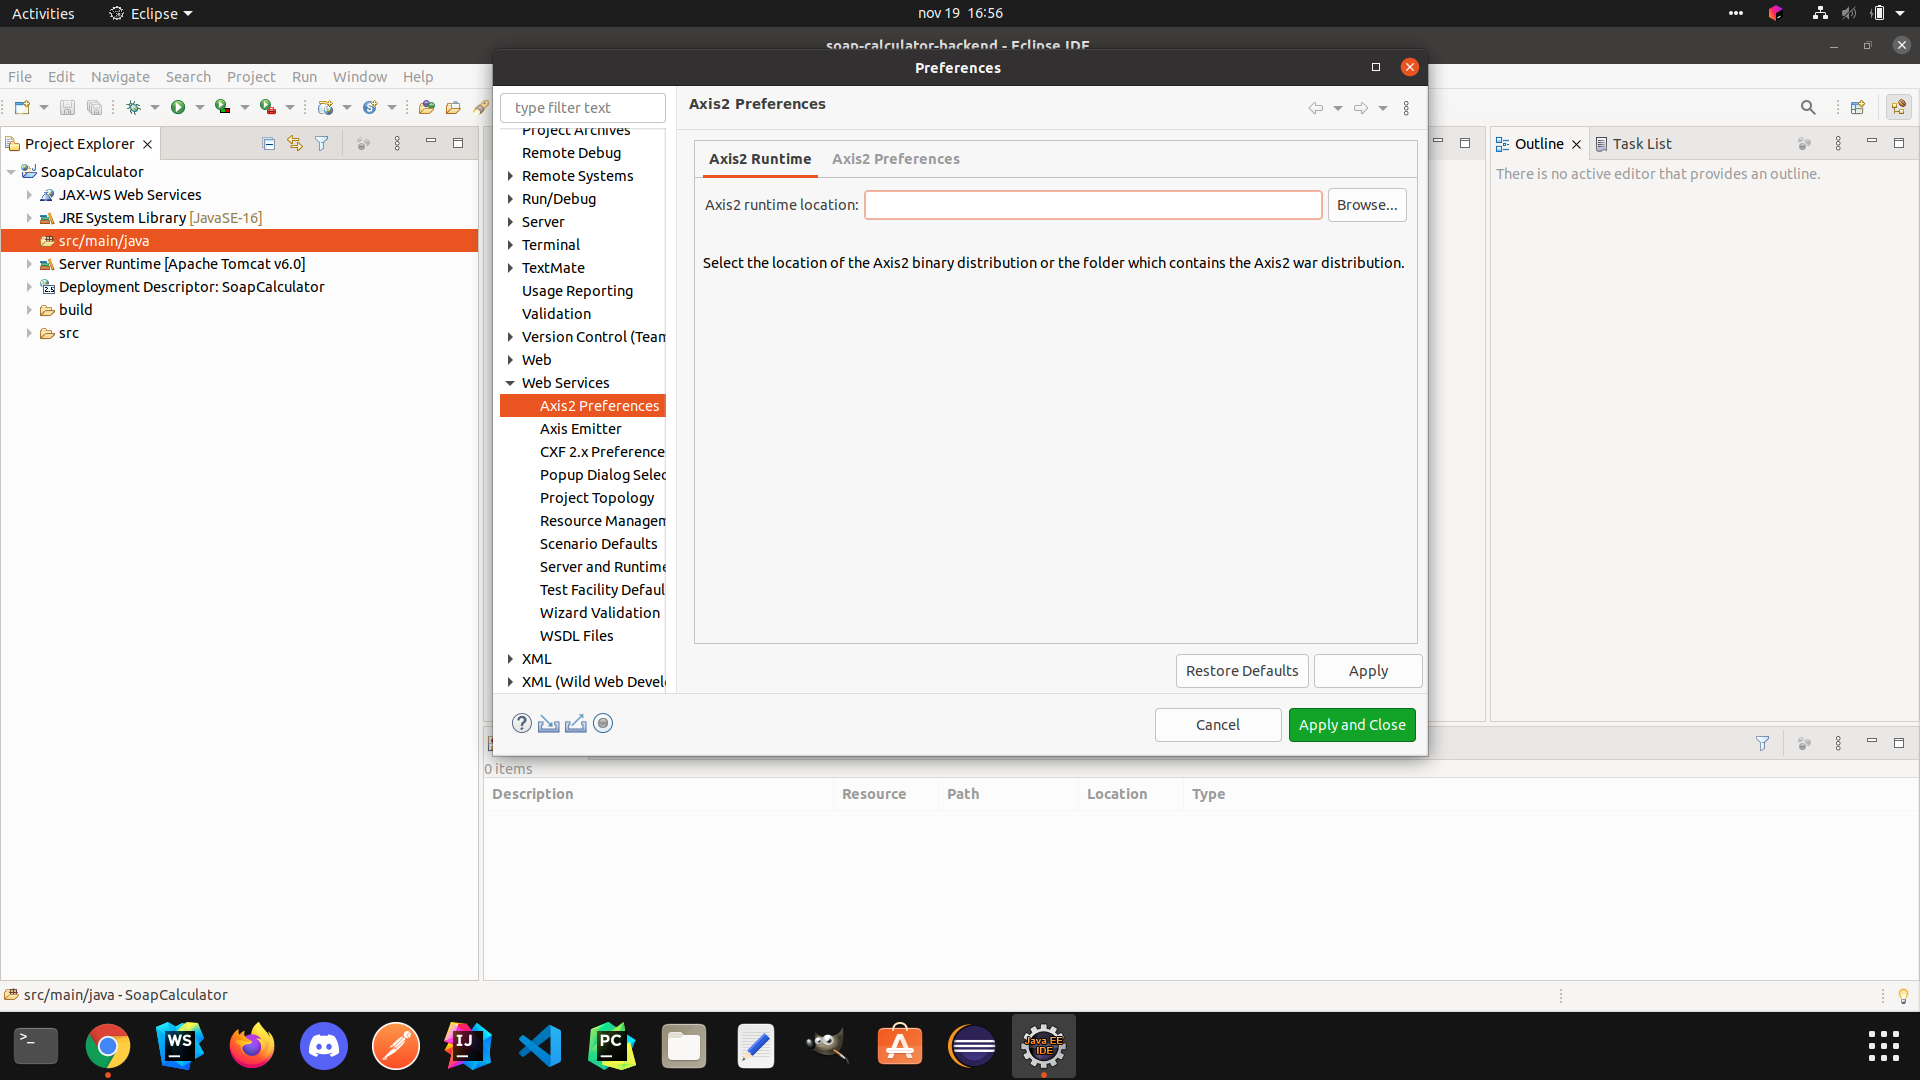 Activities
Eclipse
nov 19 16:56
soap-calculator-backend - Eclipse IDE
File Edit Navigate Search Project Run Window Help
Preferences
type filter text
Axis2 Preferences
Project Explorer
SoapCalculator
JAX-WS Web Services
JRE System Library [JavaSE-16]
src/main/java
Server Runtime [Apache Tomcat v6.0]
Deployment Descriptor: SoapCalculator
build
src
Project Archives
Remote Debug
Remote Systems
Run/Debug
Server
Terminal
TextMate
Usage Reporting
Validation
Version Control (Team
Web
Web Services
Axis2 Preferences
Axis Emitter
CXF 2.x Preference
Popup Dialog Selec
Project Topology
Resource Managem
Scenario Defaults
Server and Runtime
Test Facility Defaul
Wizard Validation
WSDL Files
XML
XML (Wild Web Develo
Axis2 Runtime Axis2 Preferences
Axis2 runtime location: Browse...
Select the location of the Axis2 binary distribution or the folder which contains the Axis2 war distribution.
Restore Defaults Apply
Cancel Apply and Close
Outline Task List
There is no active editor that provides an outline.
0 items
Description Resource Path Location Type
src/main/java - SoapCalculator
>_
WS
IJ
PC
Java EE
IDE